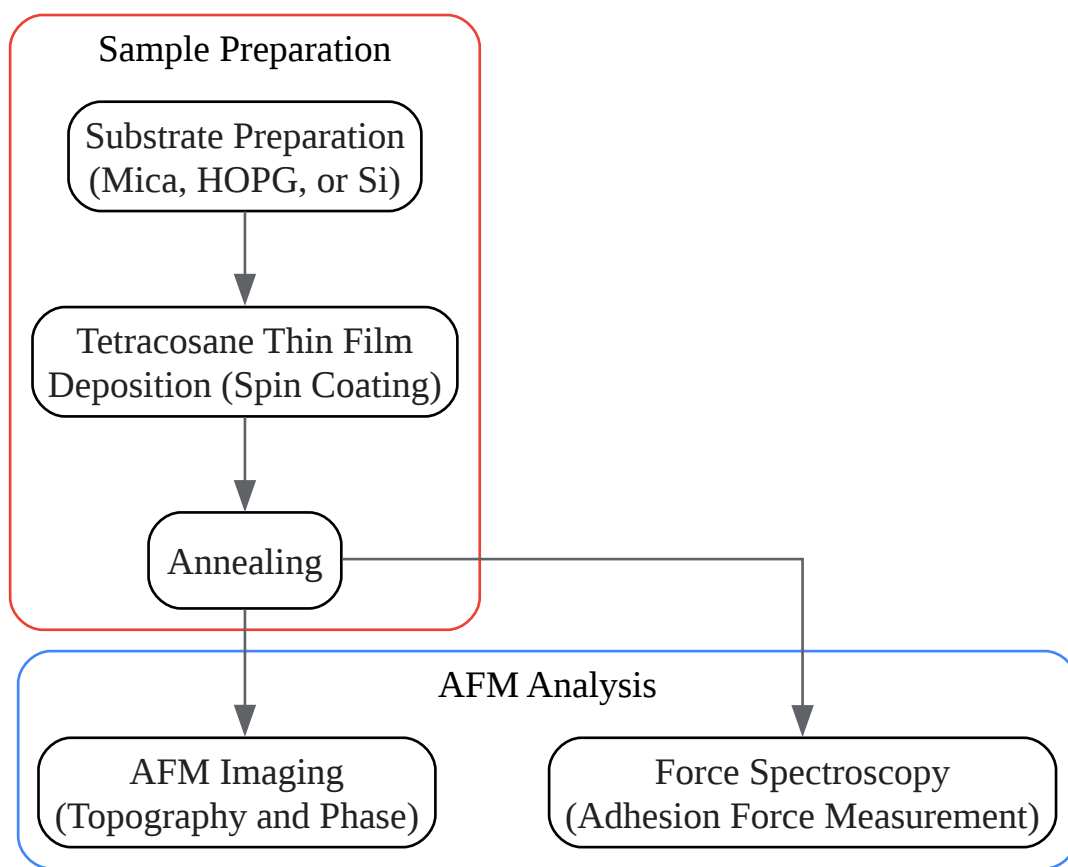 Sample Preparation
Substrate Preparation
(Mica, HOPG, or Si)
Tetracosane Thin Film
Deposition (Spin Coating)
Annealing
AFM Analysis
AFM Imaging
(Topography and Phase)
Force Spectroscopy
(Adhesion Force Measurement)